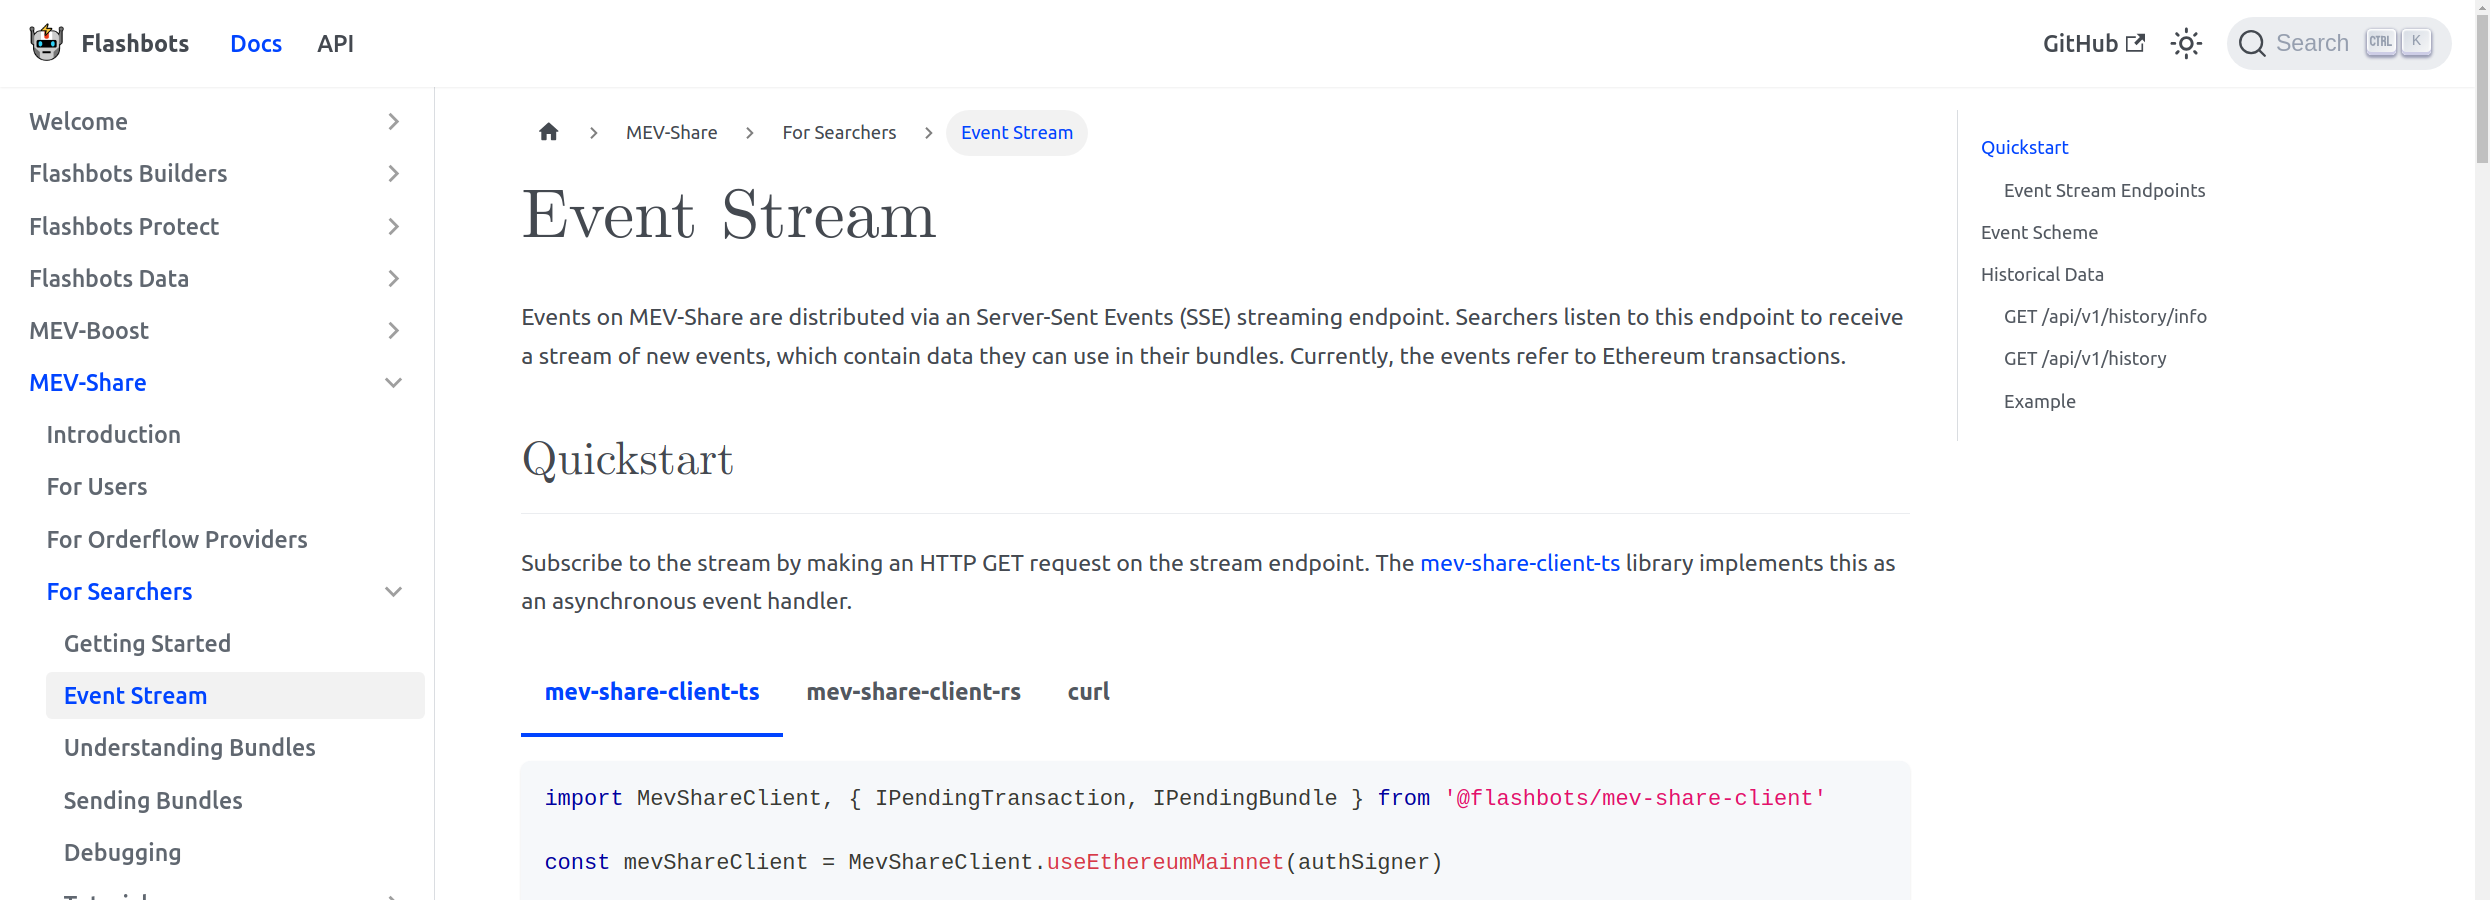 Flashbots
Docs
API
GitHub
Search
CTRL
K
Welcome
Flashbots Builders
Flashbots Protect
Flashbots Data
MEV-Boost
MEV-Share
Introduction
For Users
For Orderflow Providers
For Searchers
Getting Started
Event Stream
Understanding Bundles
Sending Bundles
Debugging
MEV-Share
For Searchers
Event Stream
Event Stream
Events on MEV-Share are distributed via an Server-Sent Events (SSE) streaming endpoint. Searchers listen to this endpoint to receive
a stream of new events, which contain data they can use in their bundles. Currently, the events refer to Ethereum transactions.
Quickstart
Subscribe to the stream by making an HTTP GET request on the stream endpoint. The mev-share-client-ts library implements this as
an asynchronous event handler.
mev-share-client-ts
mev-share-client-rs
curl
import MevShareClient, { IPendingTransaction, IPendingBundle } from '@flashbots/mev-share-client'
const mevShareClient = MevShareClient.useEthereumMainnet(authSigner)
Quickstart
Event Stream Endpoints
Event Scheme
Historical Data
GET /api/v1/history/info
GET /api/v1/history
Example